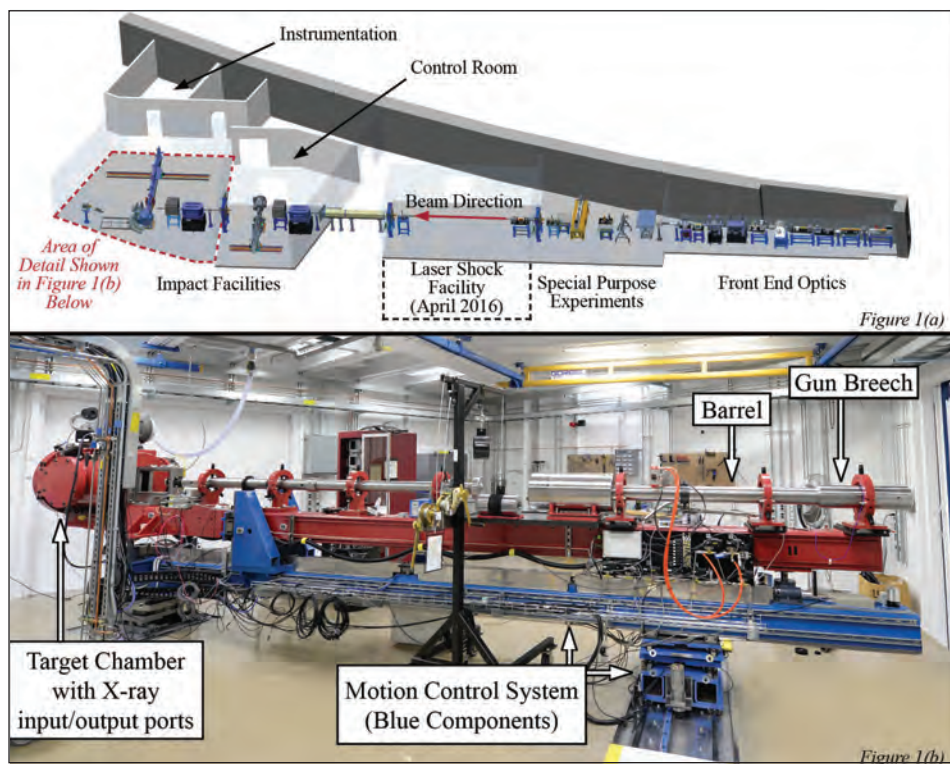 Instrumentation
Control Room
Beam Direction
Area of
Detail Shown
in Figure 1(b)
Below
Impact Facilities
Laser Shock
Facility
(April 2016)
Special Purpose
Experiments
Front End Optics
Figure 1(a)
Gun Breech
Barrel
Target Chamber
with X-ray
input/output ports
Motion Control System
(Blue Components)
Figure 1(b)